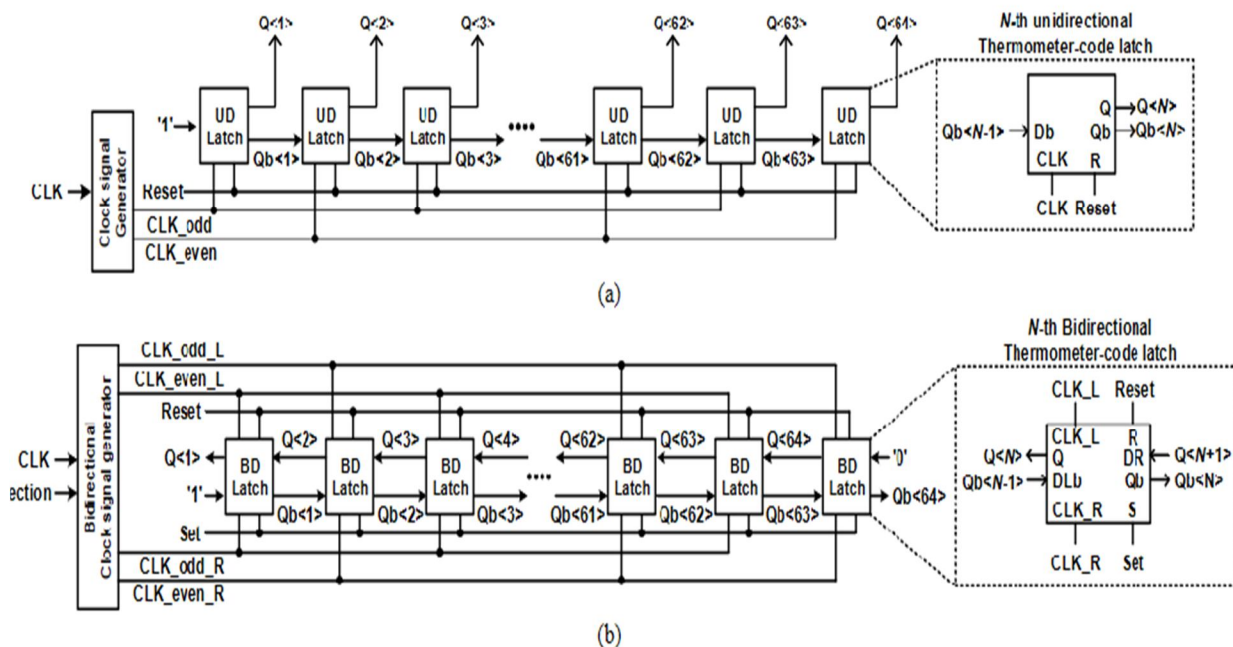 Q<1> Q<2> Q<3> Q<62> Q<63> Q<64>
N-th unidirectional
Thermometer-code latch
UD Latch UD Latch UD Latch •••• UD Latch UD Latch UD Latch
'1'
Qb<1> Qb<2> Qb<3> Qb<61> Qb<62> Qb<63>
Q Q<N>
Qb<N-1> Db Qb Qb<N>
CLK R
CLK Reset
CLK
Clock signal Generator
Reset
CLK_odd
CLK_even
(a)
N-th Bidirectional
Thermometer-code latch
CLK_odd_L
CLK_even_L
Reset
Bidirectional Clock signal generator
CLK
ection
Q<1> Q<2> Q<3> Q<4 Q<62> Q<63> Q<64> '0'
BD Latch BD Latch BD Latch •••• BD Latch BD Latch BD Latch
'1' Qb<1> Qb<2> Qb<3> Qb<61> Qb<62> Qb<63> Qb<64>
Set
CLK_odd_R
CLK_even_R
CLK_L Reset
CLK_L R
Q<N> Q DR Q<N+1>
Qb<N-1> DLb Qb Qb<N>
CLK_R S
CLK_R Set
(b)